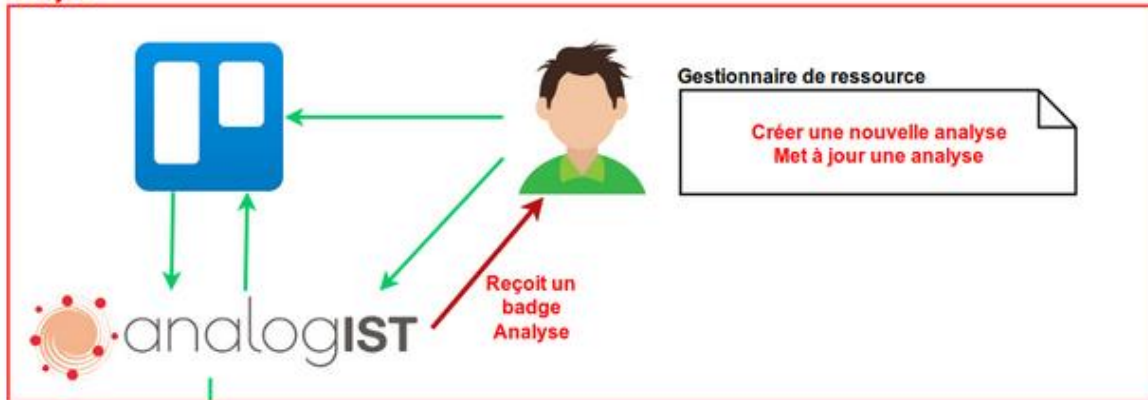 Gestionnaire de ressource
Créer une nouvelle analyse
Met à jour une analyse
Reçoit un
badge
Analyse
analogIST